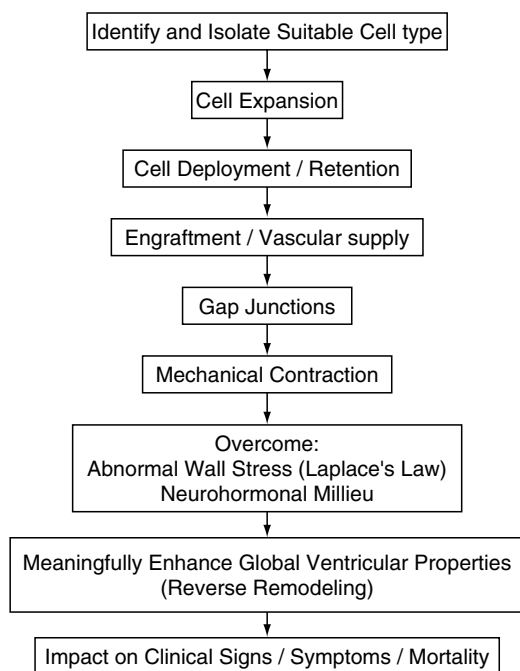 Identify and Isolate Suitable Cell type
Cell Expansion
Cell Deployment / Retention
Engraftment / Vascular supply
Gap Junctions
Mechanical Contraction
Overcome:
Abnormal Wall Stress (Laplace's Law)
Neurohormonal Millieu
Meaningfully Enhance Global Ventricular Properties
(Reverse Remodeling)
Impact on Clinical Signs / Symptoms / Mortality